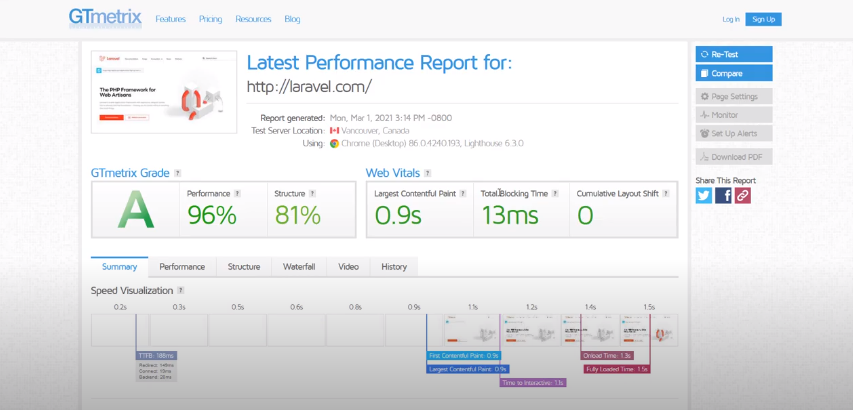 GTmetrix Features Pricing Resources Blog Log In Sign Up
Latest Performance Report for:
http://laravel.com/
Report generated: Mon, Mar 1, 2021 3:14 PM -0800
Test Server Location: Vancouver, Canada
Using: Chrome (Desktop) 86.0.4240.193, Lighthouse 6.3.0
The PHP Framework for
Web Artisans
Re-Test
Compare
Page Settings
Monitor
Set Up Alerts
Download PDF
Share This Report
GTmetrix Grade ?
A
Performance ?
96%
Structure ?
81%
Web Vitals ?
Largest Contentful Paint ?
0.9s
Total Blocking Time ?
13ms
Cumulative Layout Shift ?
0
Summary Performance Structure Waterfall Video History
Speed Visualization ?
0.2s 0.3s 0.5s 0.6s 0.8s 0.9s 1.1s 1.2s 1.4s 1.5s
TTFB: 188ms
Redirect: 149ms
Connect: 13ms
Backend: 26ms
First Contentful Paint: 0.9s
Largest Contentful Paint: 0.9s
Time to Interactive: 1.1s
Onload Time: 1.3s
Fully Loaded Time: 1.5s